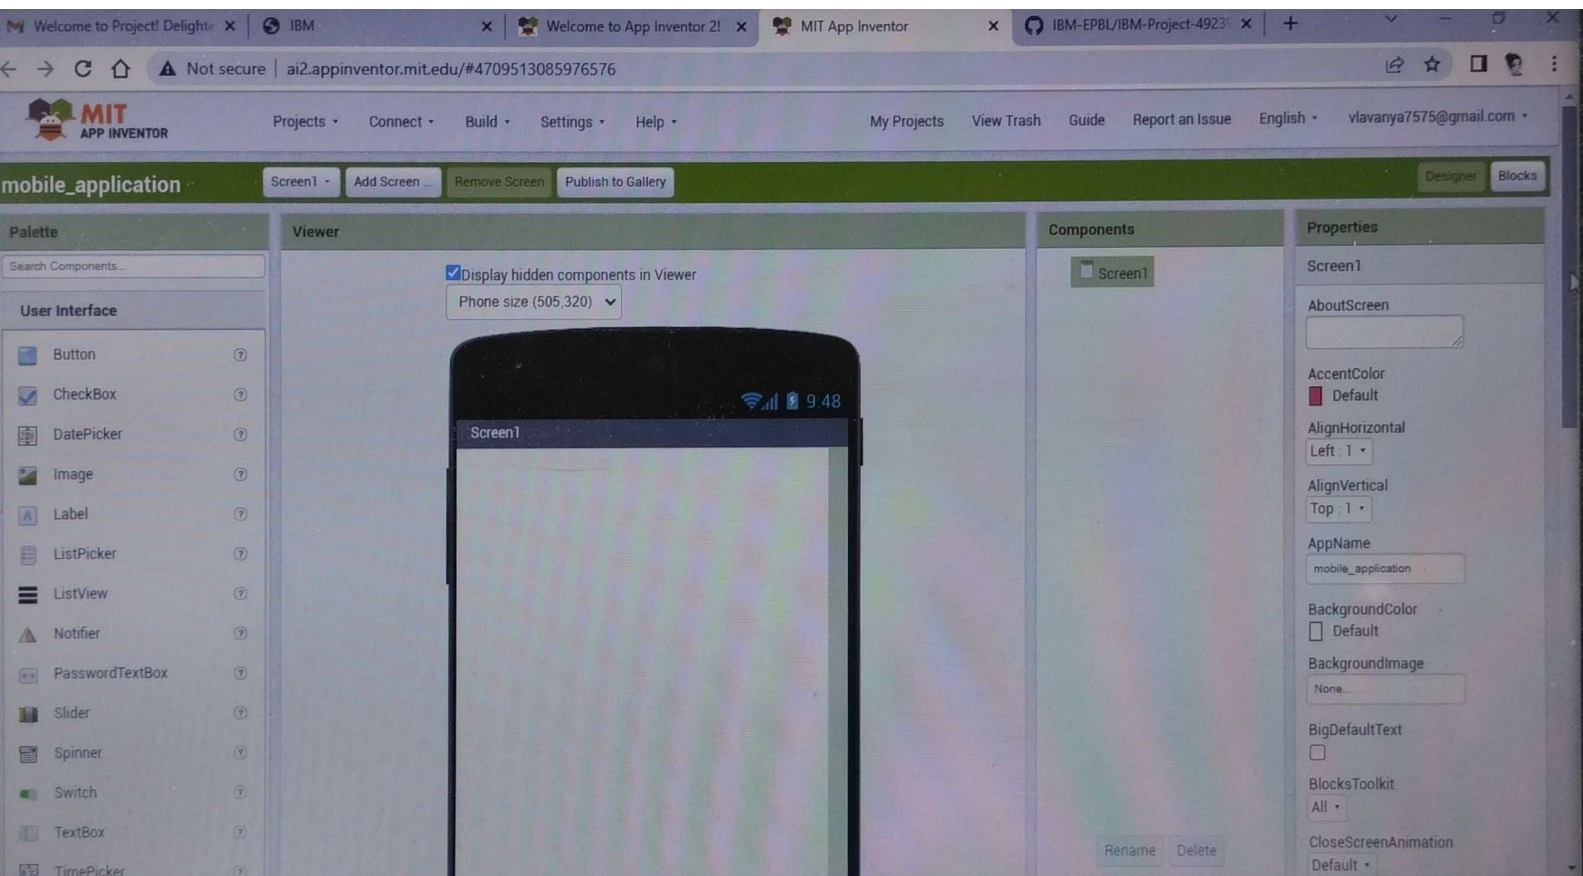 Welcome to Project! Delighte
IBM
Welcome to App Inventor 2!
MIT App Inventor
IBM-EPBL/IBM-Project-4923
Not secure
ai2.appinventor.mit.edu/#4709513085976576
MIT
APP INVENTOR
Projects
Connect
Build
Settings
Help
My Projects
View Trash
Guide
Report an Issue
English
vlavanya7575@gmail.com
mobile_application
Screen1
Add Screen ...
Remove Screen
Publish to Gallery
Designer
Blocks
Palette
Search Components...
User Interface
Button
CheckBox
DatePicker
Image
Label
ListPicker
ListView
Notifier
PasswordTextBox
Slider
Spinner
Switch
TextBox
TimePicker
Viewer
Display hidden components in Viewer
Phone size (505,320)
9:48
Screen1
Components
Screen1
Rename
Delete
Properties
Screen1
AboutScreen
AccentColor
Default
AlignHorizontal
Left : 1
AlignVertical
Top : 1
AppName
mobile_application
BackgroundColor
Default
BackgroundImage
None...
BigDefaultText
BlocksToolkit
All
CloseScreenAnimation
Default